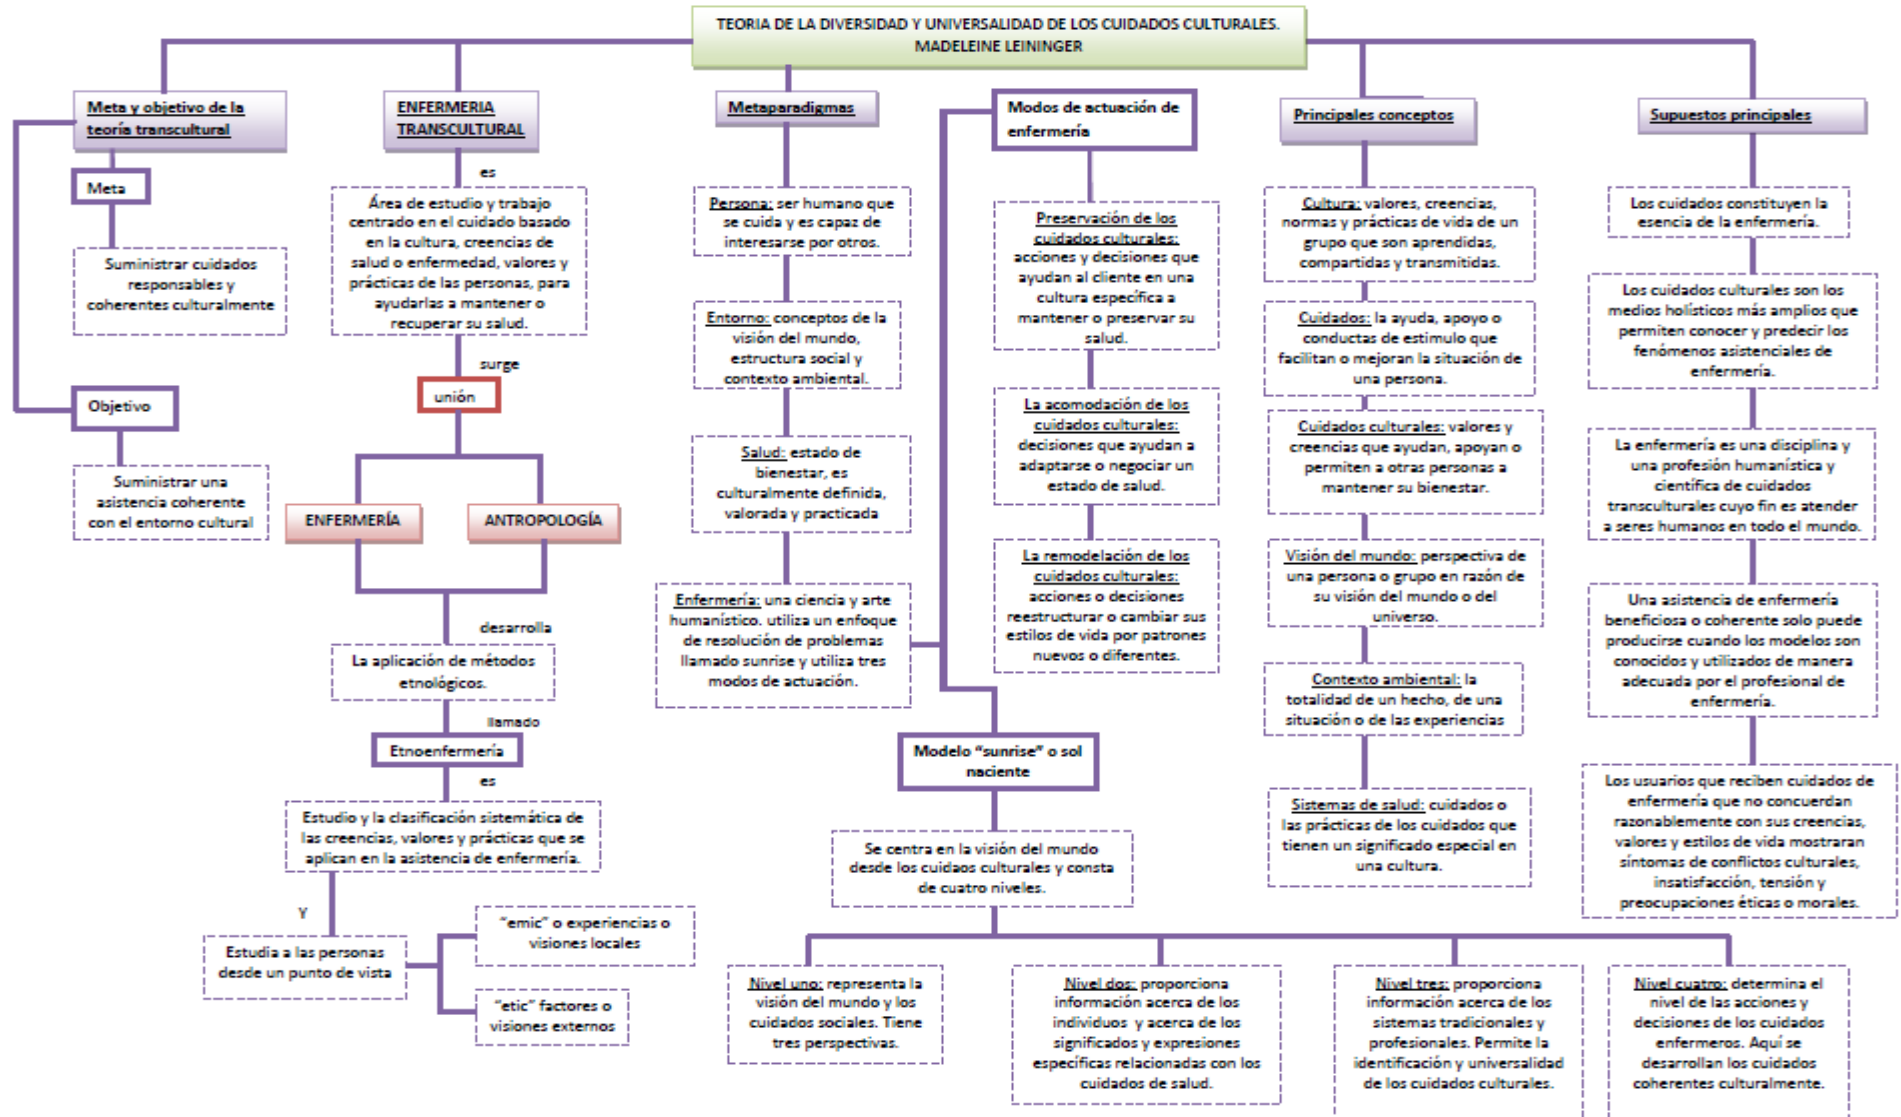 TEORIA DE LA DIVERSIDAD Y UNIVERSALIDAD DE LOS CUIDADOS CULTURALES.
MADELEINE LEININGER
Meta y objetivo de la
teoría transcultural
Meta
Suministrar cuidados
responsables y
coherentes culturalmente
Objetivo
Suministrar una
asistencia coherente
con el entorno cultural
ENFERMERIA
TRANSCULTURAL
es
Área de estudio y trabajo
centrado en el cuidado basado
en la cultura, creencias de
salud o enfermedad, valores y
prácticas de las personas, para
ayudarlas a mantener o
recuperar su salud.
surge
unión
ENFERMERÍA
ANTROPOLOGÍA
desarrolla
La aplicación de métodos
etnológicos.
llamado
Etnoenfermería
es
Estudio y la clasificación sistemática de
las creencias, valores y prácticas que se
aplican en la asistencia de enfermería.
Y
Estudia a las personas
desde un punto de vista
"emic" o experiencias o
visiones locales
"etic" factores o
visiones externos
Metaparadigmas
Persona: ser humano que
se cuida y es capaz de
interesarse por otros.
Entorno: conceptos de la
visión del mundo,
estructura social y
contexto ambiental.
Salud: estado de
bienestar, es
culturalmente definida,
valorada y practicada
Enfermería: una ciencia y arte
humanístico. utiliza un enfoque
de resolución de problemas
llamado sunrise y utiliza tres
modos de actuación.
Modos de actuación de
enfermería
Preservación de los
cuidados culturales:
acciones y decisiones que
ayudan al cliente en una
cultura específica a
mantener o preservar su
salud.
La acomodación de los
cuidados culturales:
decisiones que ayudan a
adaptarse o negociar un
estado de salud.
La remodelación de los
cuidados culturales:
acciones o decisiones
reestructurar o cambiar sus
estilos de vida por patrones
nuevos o diferentes.
Modelo "sunrise" o sol
naciente
Se centra en la visión del mundo
desde los cuidaos culturales y consta
de cuatro niveles.
Nivel uno: representa la
visión del mundo y los
cuidados sociales. Tiene
tres perspectivas.
Nivel dos: proporciona
información acerca de los
individuos y acerca de los
significados y expresiones
específicas relacionadas con los
cuidados de salud.
Nivel tres: proporciona
información acerca de los
sistemas tradicionales y
profesionales. Permite la
identificación y universalidad
de los cuidados culturales.
Nivel cuatro: determina el
nivel de las acciones y
decisiones de los cuidados
enfermeros. Aquí se
desarrollan los cuidados
coherentes culturalmente.
Principales conceptos
Cultura: valores, creencias,
normas y prácticas de vida de un
grupo que son aprendidas,
compartidas y transmitidas.
Cuidados: la ayuda, apoyo o
conductas de estimulo que
facilitan o mejoran la situación de
una persona.
Cuidados culturales: valores y
creencias que ayudan, apoyan o
permiten a otras personas a
mantener su bienestar.
Visión del mundo: perspectiva de
una persona o grupo en razón de
su visión del mundo o del
universo.
Contexto ambiental: la
totalidad de un hecho, de una
situación o de las experiencias
Sistemas de salud: cuidados o
las prácticas de los cuidados que
tienen un significado especial en
una cultura.
Supuestos principales
Los cuidados constituyen la
esencia de la enfermería.
Los cuidados culturales son los
medios holísticos más amplios que
permiten conocer y predecir los
fenómenos asistenciales de
enfermería.
La enfermería es una disciplina y
una profesión humanística y
científica de cuidados
transculturales cuyo fin es atender
a seres humanos en todo el mundo.
Una asistencia de enfermería
beneficiosa o coherente solo puede
producirse cuando los modelos son
conocidos y utilizados de manera
adecuada por el profesional de
enfermería.
Los usuarios que reciben cuidados de
enfermería que no concuerdan
razonablemente con sus creencias,
valores y estilos de vida mostraran
síntomas de conflictos culturales,
insatisfacción, tensión y
preocupaciones éticas o morales.